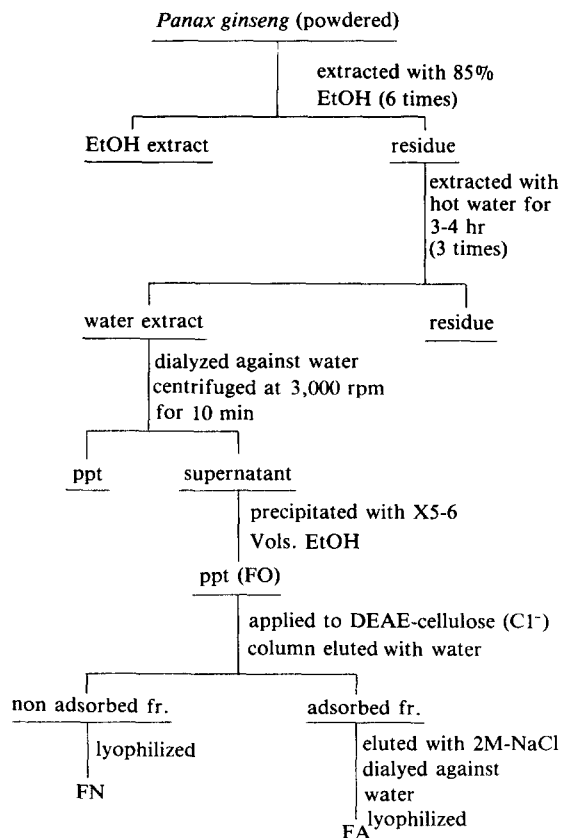 Panax ginseng (powdered)
extracted with 85%
EtOH (6 times)
EtOH extract
residue
extracted with
hot water for
3-4 hr
(3 times)
water extract
residue
dialyzed against water
centrifuged at 3,000 rpm
for 10 min
ppt
supernatant
precipitated with X5-6
Vols. EtOH
ppt (FO)
applied to DEAE-cellulose (Cl⁻)
column eluted with water
non adsorbed fr.
adsorbed fr.
lyophilized
eluted with 2M-NaCl
dialyed against
water
lyophilized
FN
FA